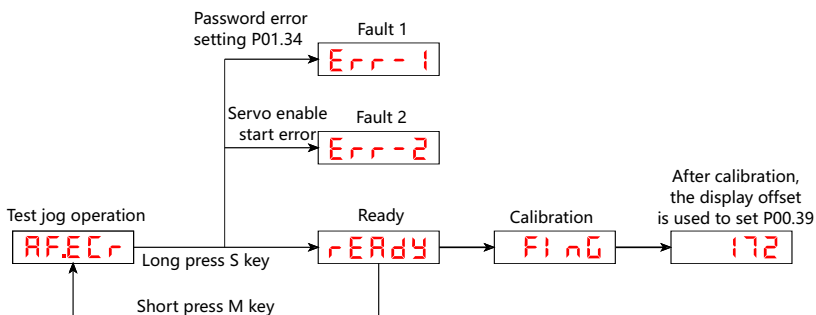 Password error
setting P01.34
Fault 1
Err-1
Servo enable
start error
Fault 2
Err-2
After calibration,
the display offset
is used to set P00.39
Test jog operation
Ready
Calibration
AF.ECr
rEAdy
FInG
172
Long press S key
Short press M key